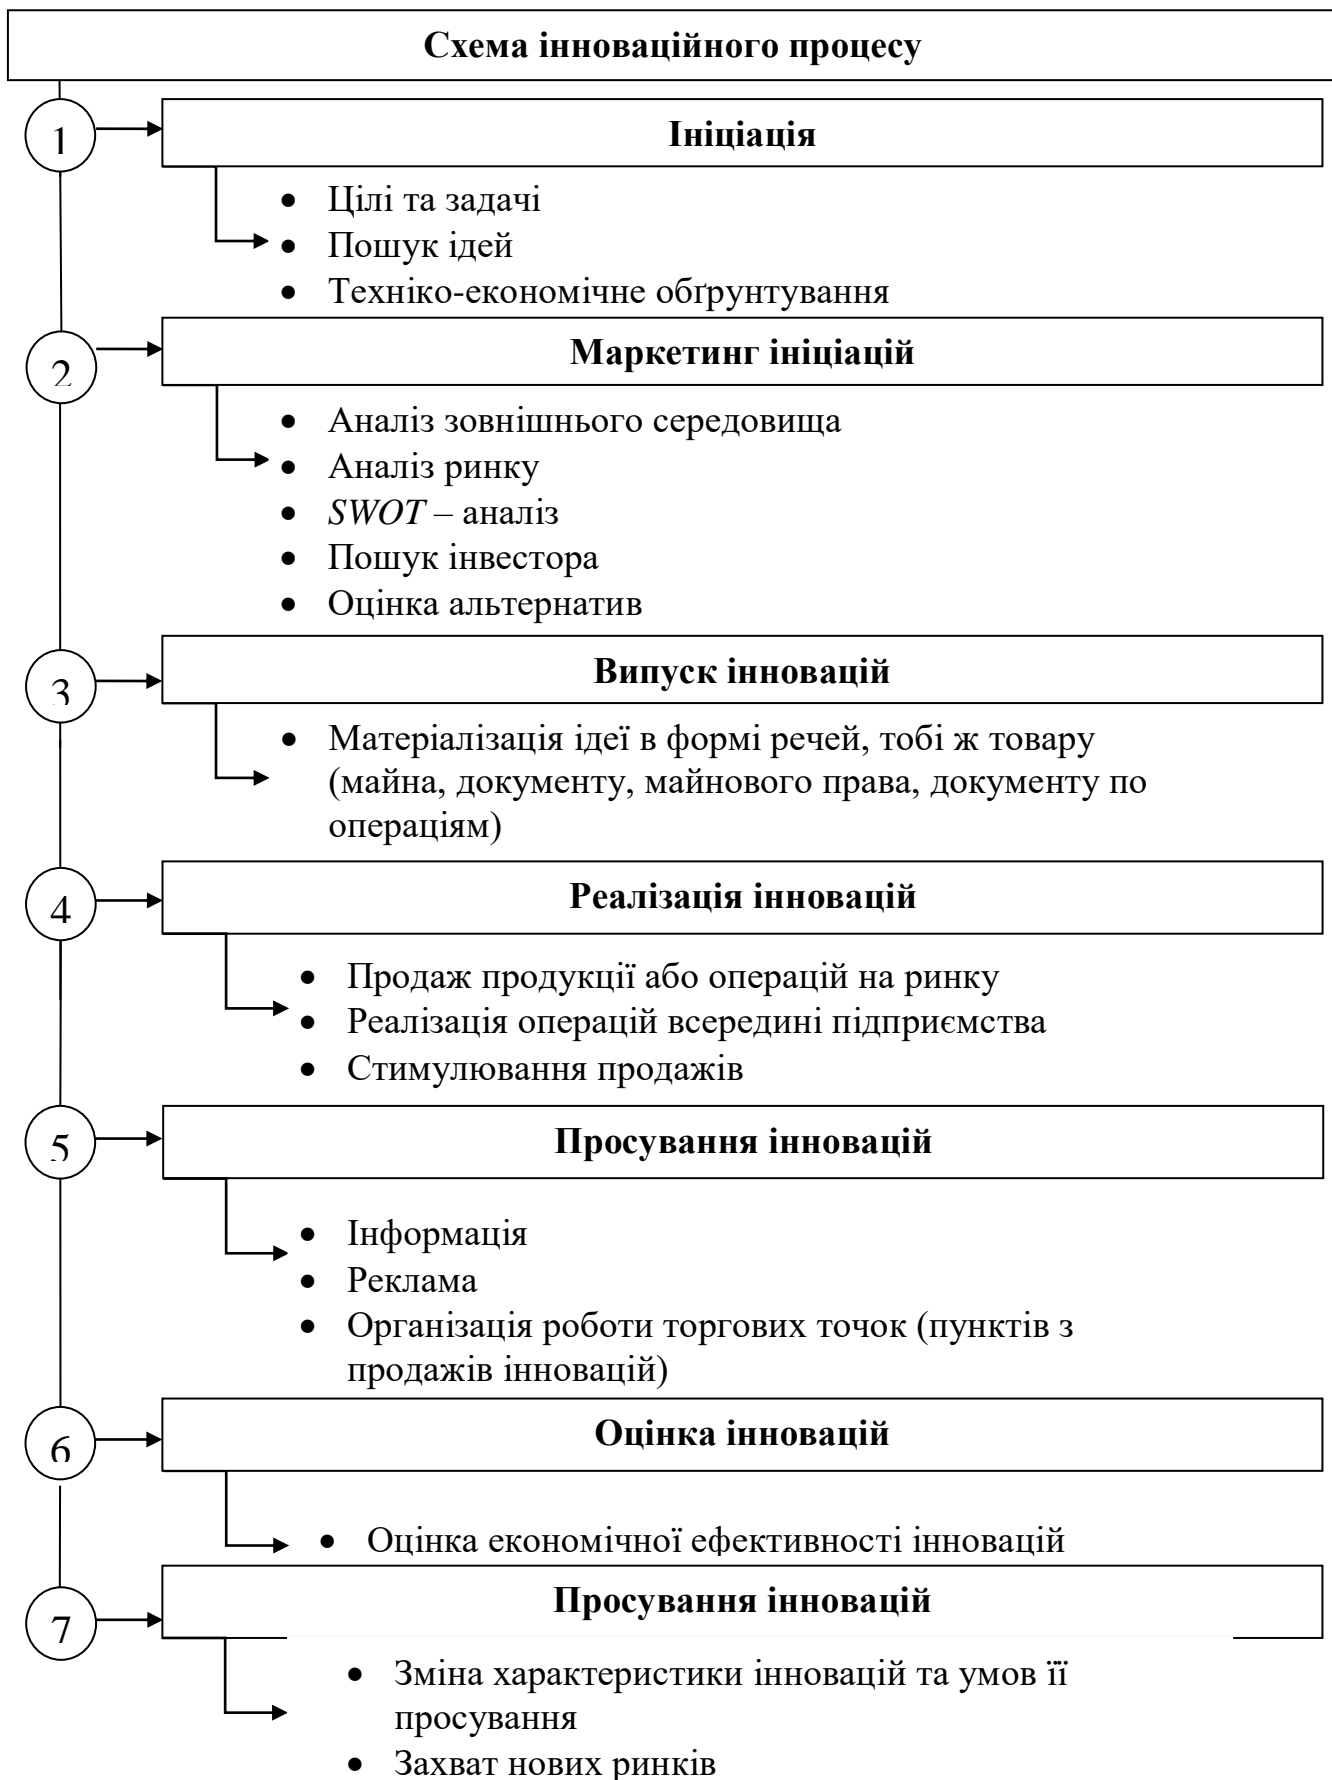 Схема інноваційного процесу
1
Ініціація
• Цілі та задачі
• Пошук ідей
• Техніко-економічне обґрунтування
2
Маркетинг ініціацій
• Аналіз зовнішнього середовища
• Аналіз ринку
• SWOT – аналіз
• Пошук інвестора
• Оцінка альтернатив
3
Випуск інновацій
• Матеріалізація ідеї в формі речей, тобі ж товару
(майна, документу, майнового права, документу по
операціям)
4
Реалізація інновацій
• Продаж продукції або операцій на ринку
• Реалізація операцій всередині підприємства
• Стимулювання продажів
5
Просування інновацій
• Інформація
• Реклама
• Організація роботи торгових точок (пунктів з
продажів інновацій)
6
Оцінка інновацій
• Оцінка економічної ефективності інновацій
7
Просування інновацій
• Зміна характеристики інновацій та умов її
просування
• Захват нових ринків